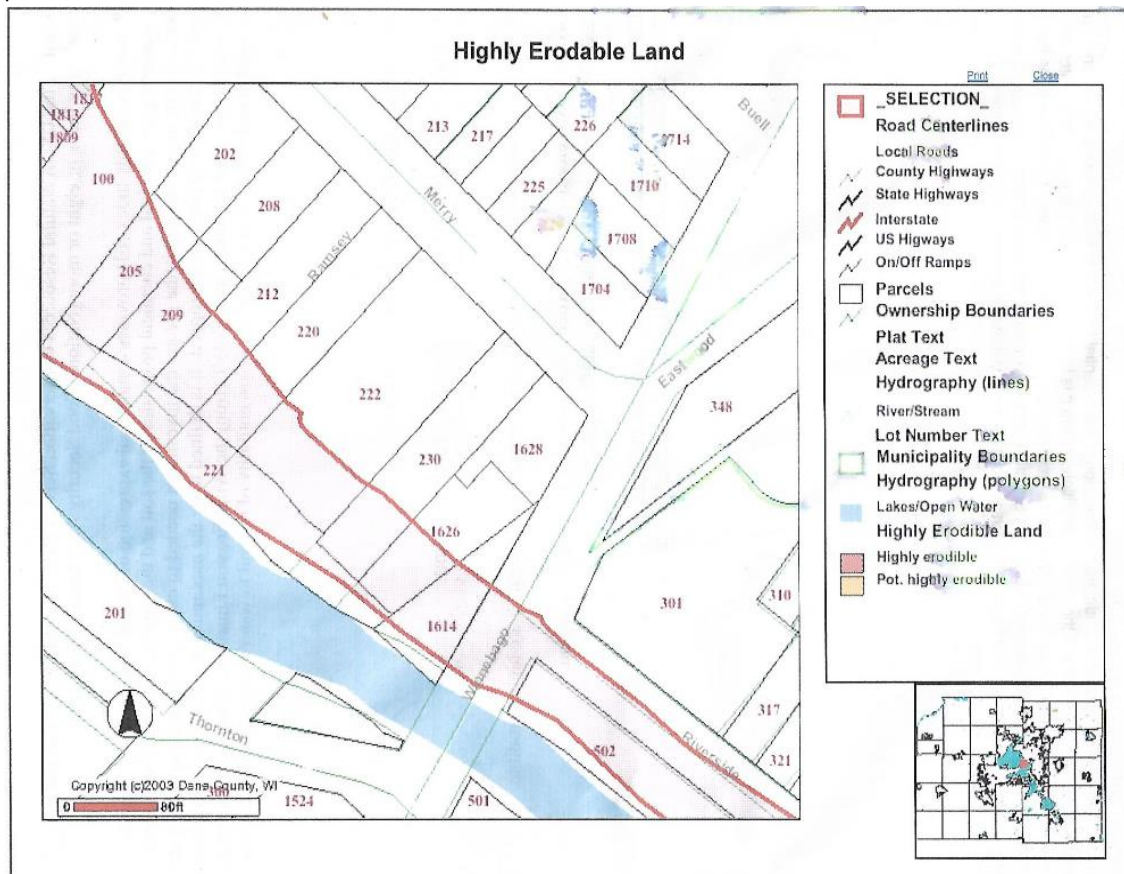 Highly Erodable Land
Print Close
_SELECTION_
Road Centerlines
Local Roads
County Highways
State Highways
Interstate
US Higways
On/Off Ramps
Parcels
Ownership Boundaries
Plat Text
Acreage Text
Hydrography (lines)
River/Stream
Lot Number Text
Municipality Boundaries
Hydrography (polygons)
Lakes/Open Water
Highly Erodible Land
Highly erodible
Pot. highly erodible
1813
1809
100
202
208
205
209
212
220
222
221
230
1628
1626
1614
213
217
226
225
1714
1710
1708
1704
Merry
Ramsey
Buell
Eastwood
348
301
310
317
321
Winnebago
Riverside
502
501
201
Thornton
300
1524
Copyright (c)2003 Dane County, WI
0 80ft